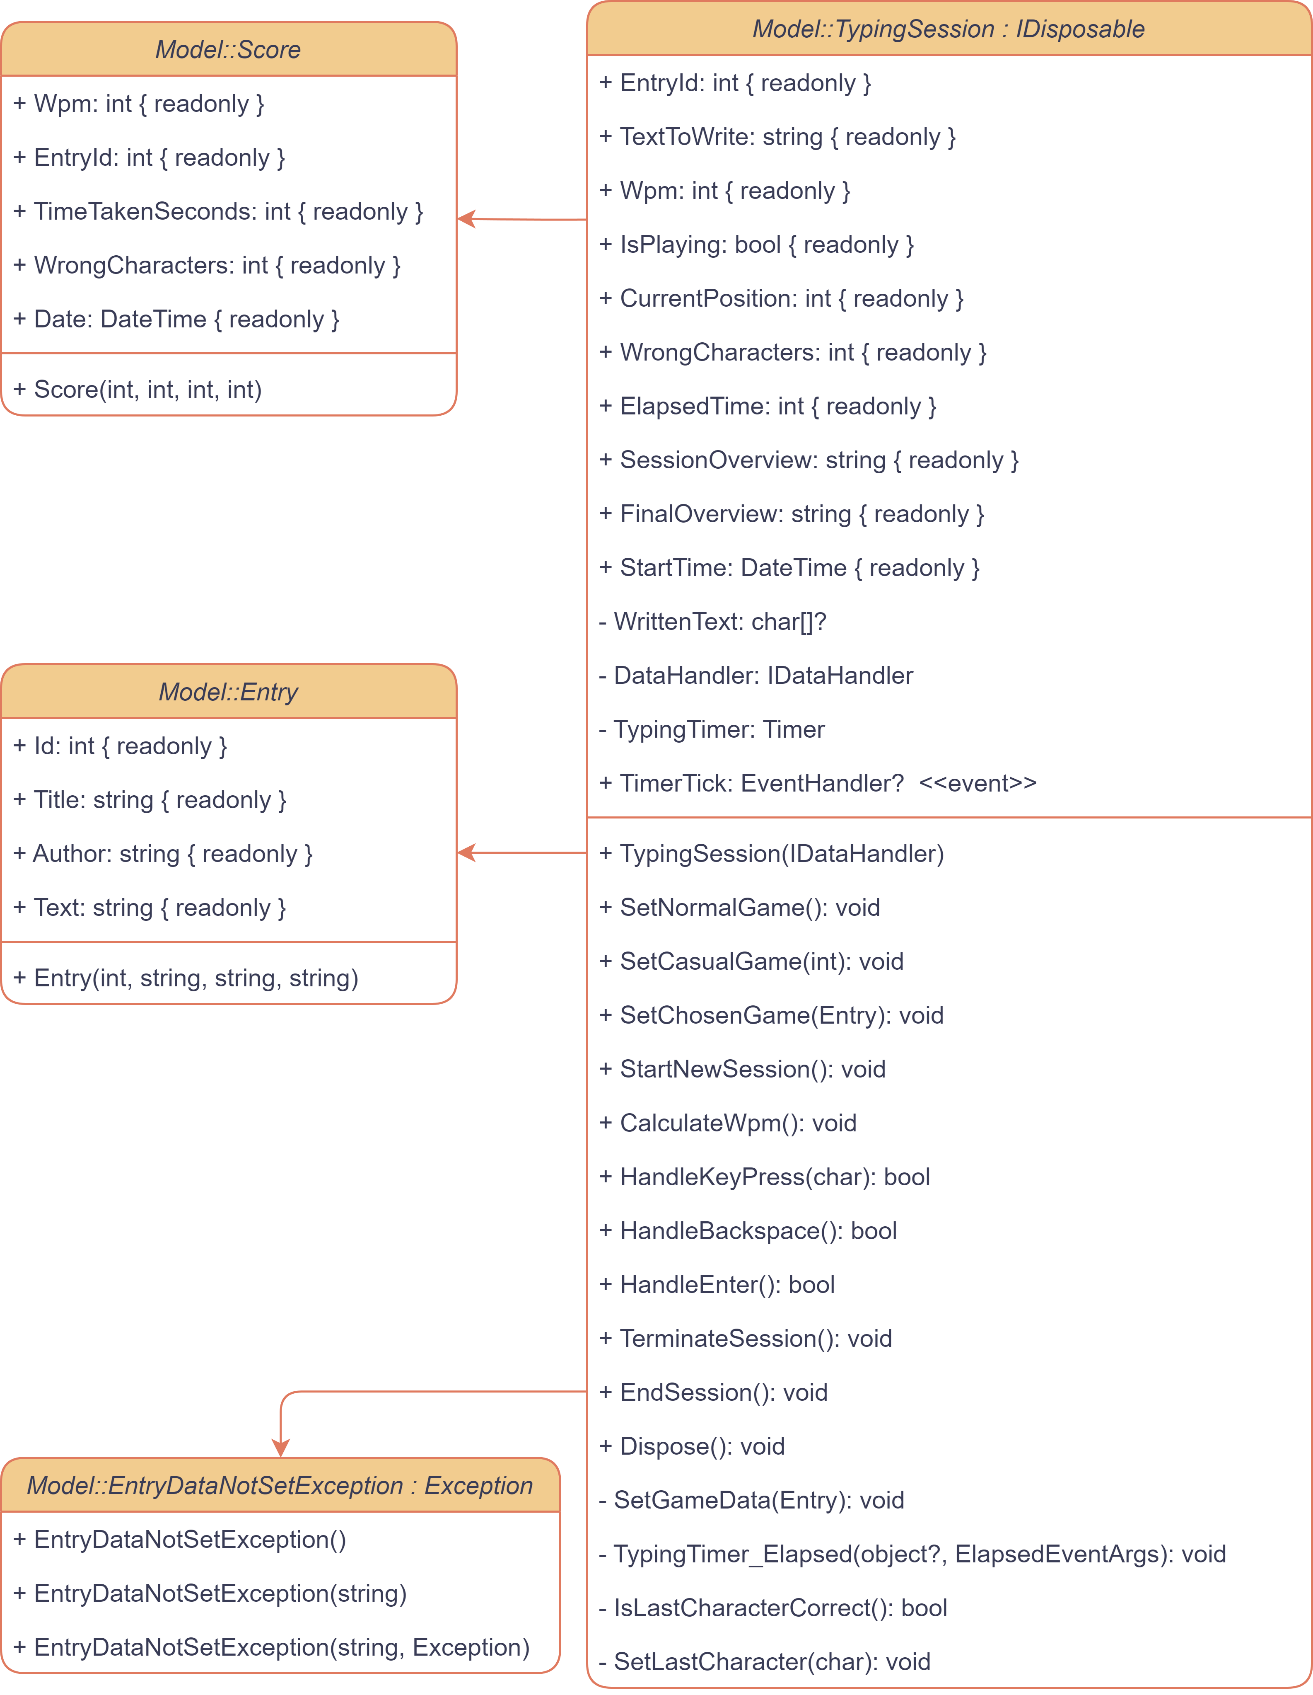 Model::Score
+ Wpm: int { readonly }
+ EntryId: int { readonly }
+ TimeTakenSeconds: int { readonly }
+ WrongCharacters: int { readonly }
+ Date: DateTime { readonly }
+ Score(int, int, int, int)
Model::Entry
+ Id: int { readonly }
+ Title: string { readonly }
+ Author: string { readonly }
+ Text: string { readonly }
+ Entry(int, string, string, string)
Model::EntryDataNotSetException : Exception
+ EntryDataNotSetException()
+ EntryDataNotSetException(string)
+ EntryDataNotSetException(string, Exception)
Model::TypingSession : IDisposable
+ EntryId: int { readonly }
+ TextToWrite: string { readonly }
+ Wpm: int { readonly }
+ IsPlaying: bool { readonly }
+ CurrentPosition: int { readonly }
+ WrongCharacters: int { readonly }
+ ElapsedTime: int { readonly }
+ SessionOverview: string { readonly }
+ FinalOverview: string { readonly }
+ StartTime: DateTime { readonly }
- WrittenText: char[]?
- DataHandler: IDataHandler
- TypingTimer: Timer
+ TimerTick: EventHandler?  <<event>>
+ TypingSession(IDataHandler)
+ SetNormalGame(): void
+ SetCasualGame(int): void
+ SetChosenGame(Entry): void
+ StartNewSession(): void
+ CalculateWpm(): void
+ HandleKeyPress(char): bool
+ HandleBackspace(): bool
+ HandleEnter(): bool
+ TerminateSession(): void
+ EndSession(): void
+ Dispose(): void
- SetGameData(Entry): void
- TypingTimer_Elapsed(object?, ElapsedEventArgs): void
- IsLastCharacterCorrect(): bool
- SetLastCharacter(char): void